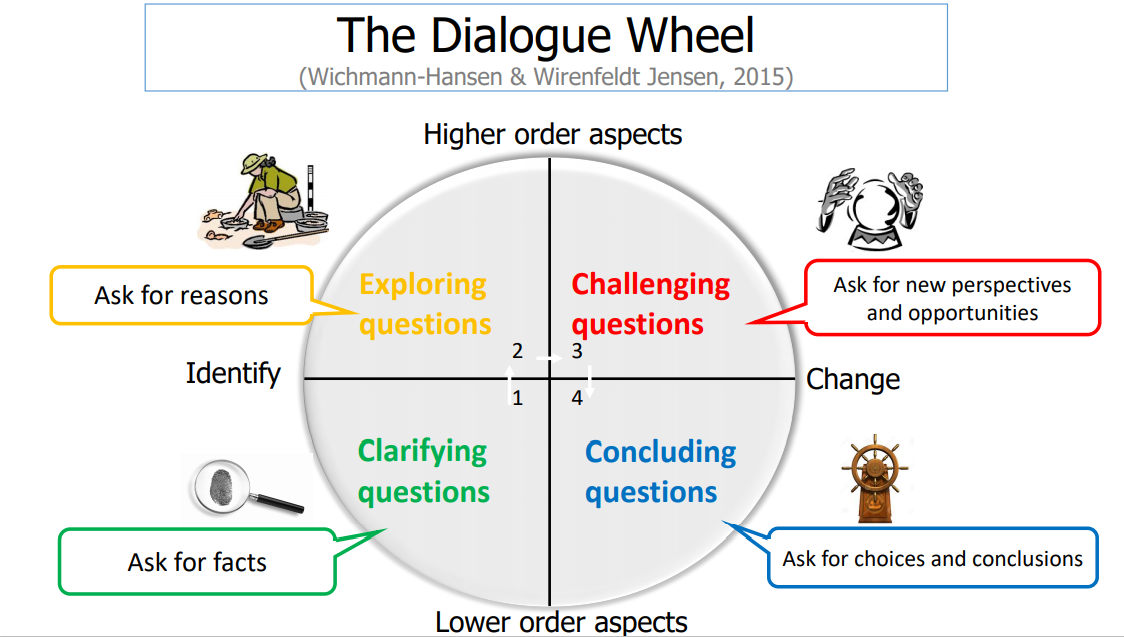 The Dialogue Wheel
(Wichmann-Hansen & Wirenfeldt Jensen, 2015)
Higher order aspects
Ask for reasons
Exploring
questions
Challenging
questions
Ask for new perspectives
and opportunities
2
3
Identify
Change
1
4
Clarifying
questions
Concluding
questions
Ask for facts
Ask for choices and conclusions
Lower order aspects